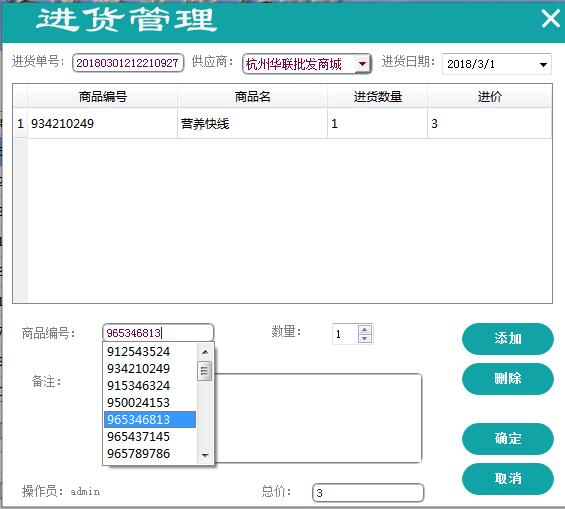 进货管理
进货单号： 20180301212210927 供应商： 杭州华联批发商城 进货日期： 2018/3/1
商品编号 商品名 进货数量 进价
1 934210249 营养快线 1 3
商品编号： 965346813 数量： 1 添加
912543524
934210249
915346324
950024153
965346813
965437145
965789786
备注：
删除
确定
取消
操作员：admin 总价： 3